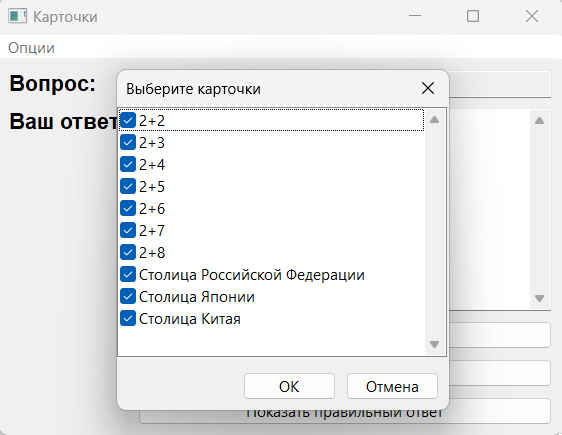 Карточки
Опции
Вопрос:
Ваш ответ
Выберите карточки
2+2
2+3
2+4
2+5
2+6
2+7
2+8
Столица Российской Федерации
Столица Японии
Столица Китая
ОК
Отмена
Показать правильный ответ